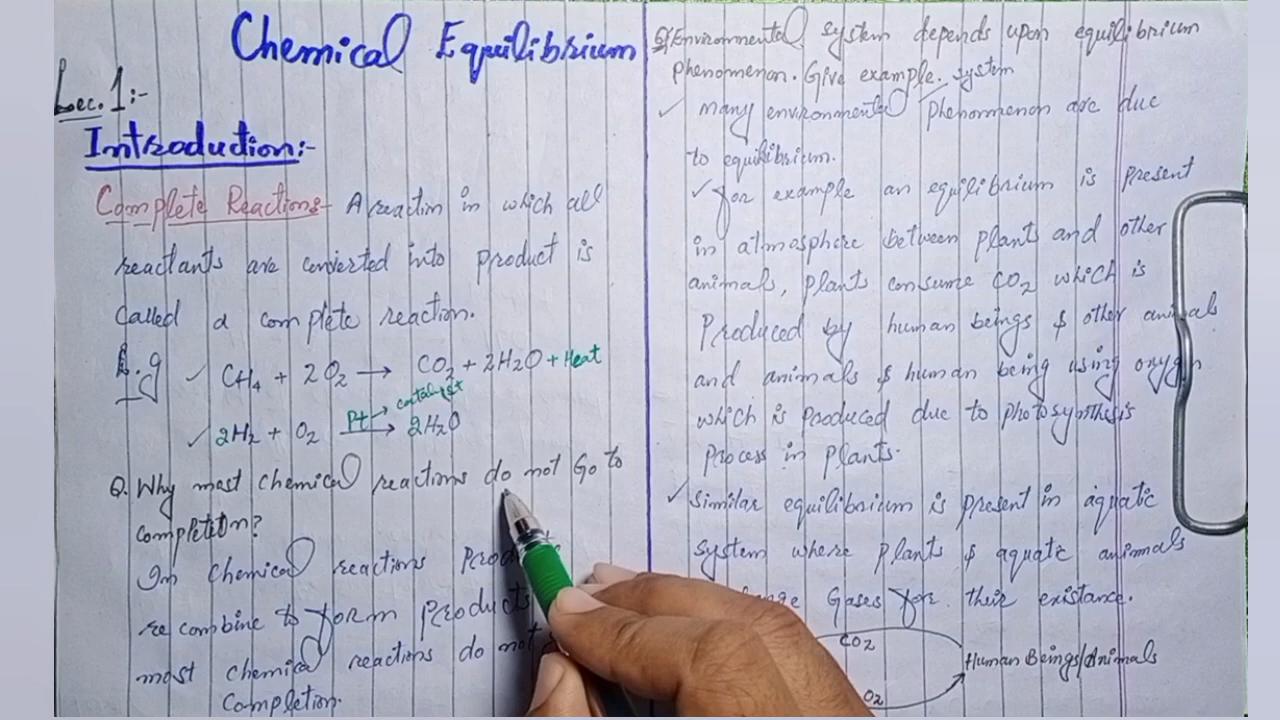 Chemical Equilibrium
Lec. 1:-
Introduction:-
Complete Reactions:- A reaction in which all
reactants are converted into product is
called a complete reaction.
E.g ✓ CH₄ + 2O₂ → CO₂ + 2H₂O + Heat
Pt → catalyst
✓ 2H₂ + O₂ → 2H₂O
Q. Why most chemical reactions do not Go to
completion?
In chemical reactions
recombine to form products
most chemical reactions do not
Completion.
Q. Environmental system depends upon equilibrium
phenomenon. Give example. system
✓ many environmental phenomenon are due
to equilibrium.
✓ for example an equilibrium is present
in atmosphere between plants and other
animals, plants consume CO₂ which is
Produced by human beings & other animals
and animals & human being using oxygen
which is produced due to photosynthesis
Process in plants.
✓ similar equilibrium is present in aquatic
system where plants & aquatic animals
Gases for their existance.
CO₂
Human Beings/Animals
O₂